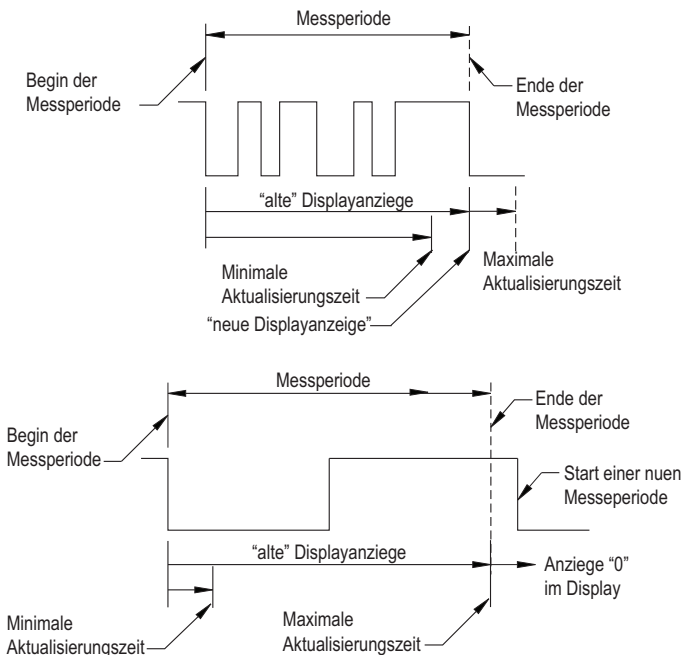 Messperiode
Begin der
Messperiode
Ende der
Messperiode
“alte” Displayanziege
Minimale
Aktualisierungszeit
Maximale
Aktualisierungszeit
“neue Displayanzeige”
Messperiode
Begin der
Messperiode
Ende der
Messperiode
Start einer nuen
Messeperiode
“alte” Displayanziege
Anziege “0”
im Display
Minimale
Aktualisierungszeit
Maximale
Aktualisierungszeit